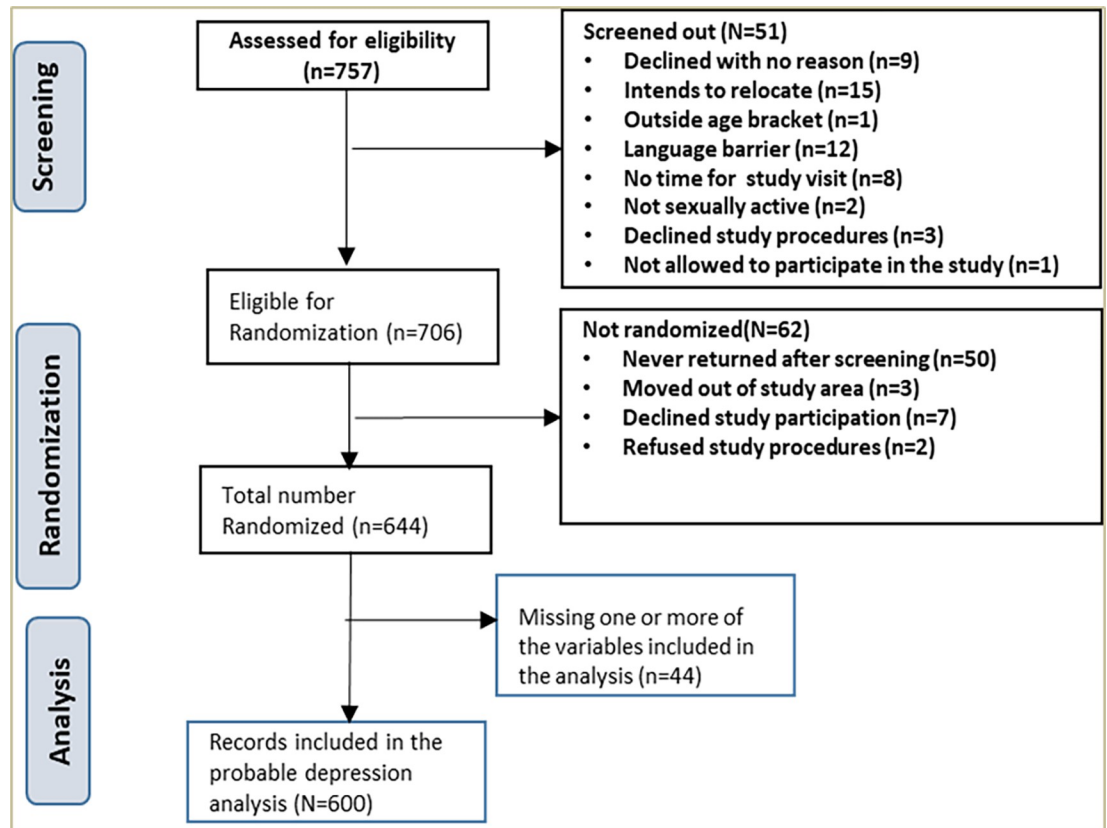 Screening
Assessed for eligibility
(n=757)
Screened out (N=51)
• Declined with no reason (n=9)
• Intends to relocate (n=15)
• Outside age bracket (n=1)
• Language barrier (n=12)
• No time for study visit (n=8)
• Not sexually active (n=2)
• Declined study procedures (n=3)
• Not allowed to participate in the study (n=1)
Randomization
Eligible for
Randomization (n=706)
Not randomized(N=62)
• Never returned after screening (n=50)
• Moved out of study area (n=3)
• Declined study participation (n=7)
• Refused study procedures (n=2)
Total number
Randomized (n=644)
Analysis
Missing one or more of
the variables included in
the analysis (n=44)
Records included in the
probable depression
analysis (N=600)